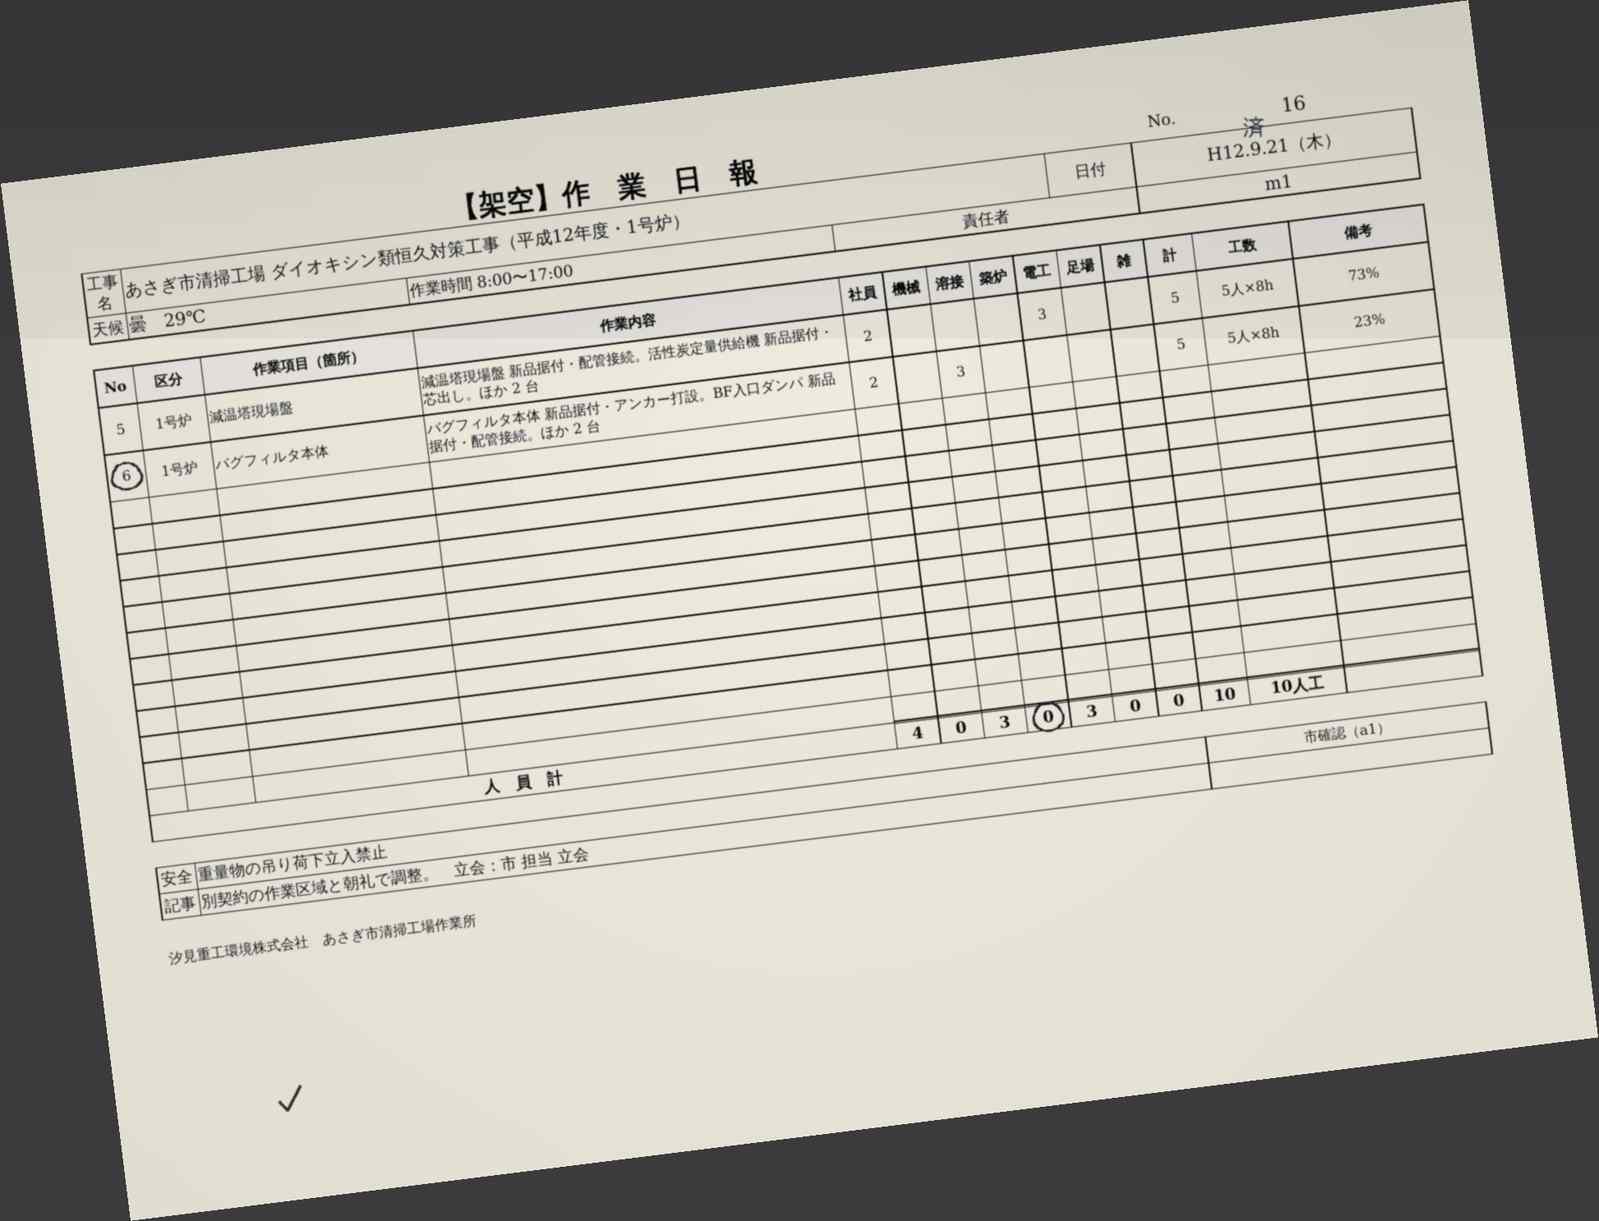 No. 16
済
【架空】作 業 日 報
工事名 あさぎ市清掃工場 ダイオキシン類恒久対策工事（平成12年度・1号炉） 日付 H12.9.21（木）
天候 曇 29℃ 作業時間 8:00〜17:00 責任者 m1
No 区分 作業項目（箇所） 作業内容 社員 機械 溶接 築炉 電工 足場 雑 計 工数 備考
5 1号炉 減温塔現場盤 減温塔現場盤 新品据付・配管接続。活性炭定量供給機 新品据付・ 2 3 5 5人×8h 73%
芯出し。ほか 2 台
6 1号炉 バグフィルタ本体 バグフィルタ本体 新品据付・アンカー打設。BF入口ダンパ 新品 2 3 5 5人×8h 23%
据付・配管接続。ほか 2 台
人 員 計 4 0 3 0 3 0 0 10 10人工
安全 重量物の吊り荷下立入禁止 市確認（a1）
記事 別契約の作業区域と朝礼で調整。 立会：市 担当 立会
汐見重工環境株式会社 あさぎ市清掃工場作業所